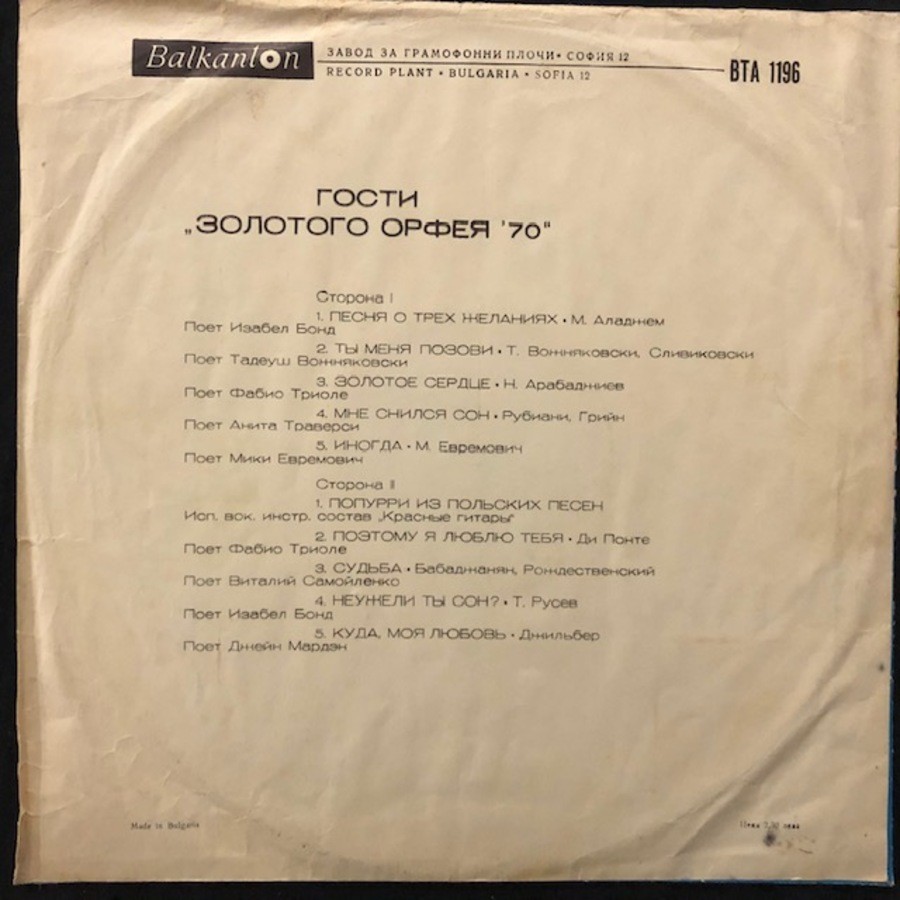 Balkanton
ЗАВОД ЗА ГРАМОФОННИ ПЛОЧИ • СОФИЯ 12
RECORD PLANT • BULGARIA • SOFIA 12
ВТА 1196
ГОСТИ
„ЗОЛОТОГО ОРФЕЯ '70"
Сторона I
1. ПЕСНЯ О ТРЕХ ЖЕЛАНИЯХ • М. Аладжем
Поет Изабел Бонд
2. ТЫ МЕНЯ ПОЗОВИ • Т. Вожняковски, Сливиковски
Поет Тадеуш Вожняковски
3. ЗОЛОТОЕ СЕРДЦЕ • Н. Арабаджиев
Поет Фабио Триоле
4. МНЕ СНИЛСЯ СОН • Рубиани, Грийн
Поет Анита Траверси
5. ИНОГДА • М. Евремович
Поет Мики Евремович
Сторона II
1. ПОПУРРИ ИЗ ПОЛЬСКИХ ПЕСЕН
Исп. вок. инстр. состав „Красные гитары"
2. ПОЭТОМУ Я ЛЮБЛЮ ТЕБЯ • Ди Понте
Поет Фабио Триоле
3. СУДЬБА • Бабаджанян, Рождественский
Поет Виталий Самойленко
4. НЕУЖЕЛИ ТЫ СОН? • Т. Русев
Поет Изабел Бонд
5. КУДА, МОЯ ЛЮБОВЬ • Джильбер
Поет Джейн Мардэн
Made in Bulgaria
Цена лева